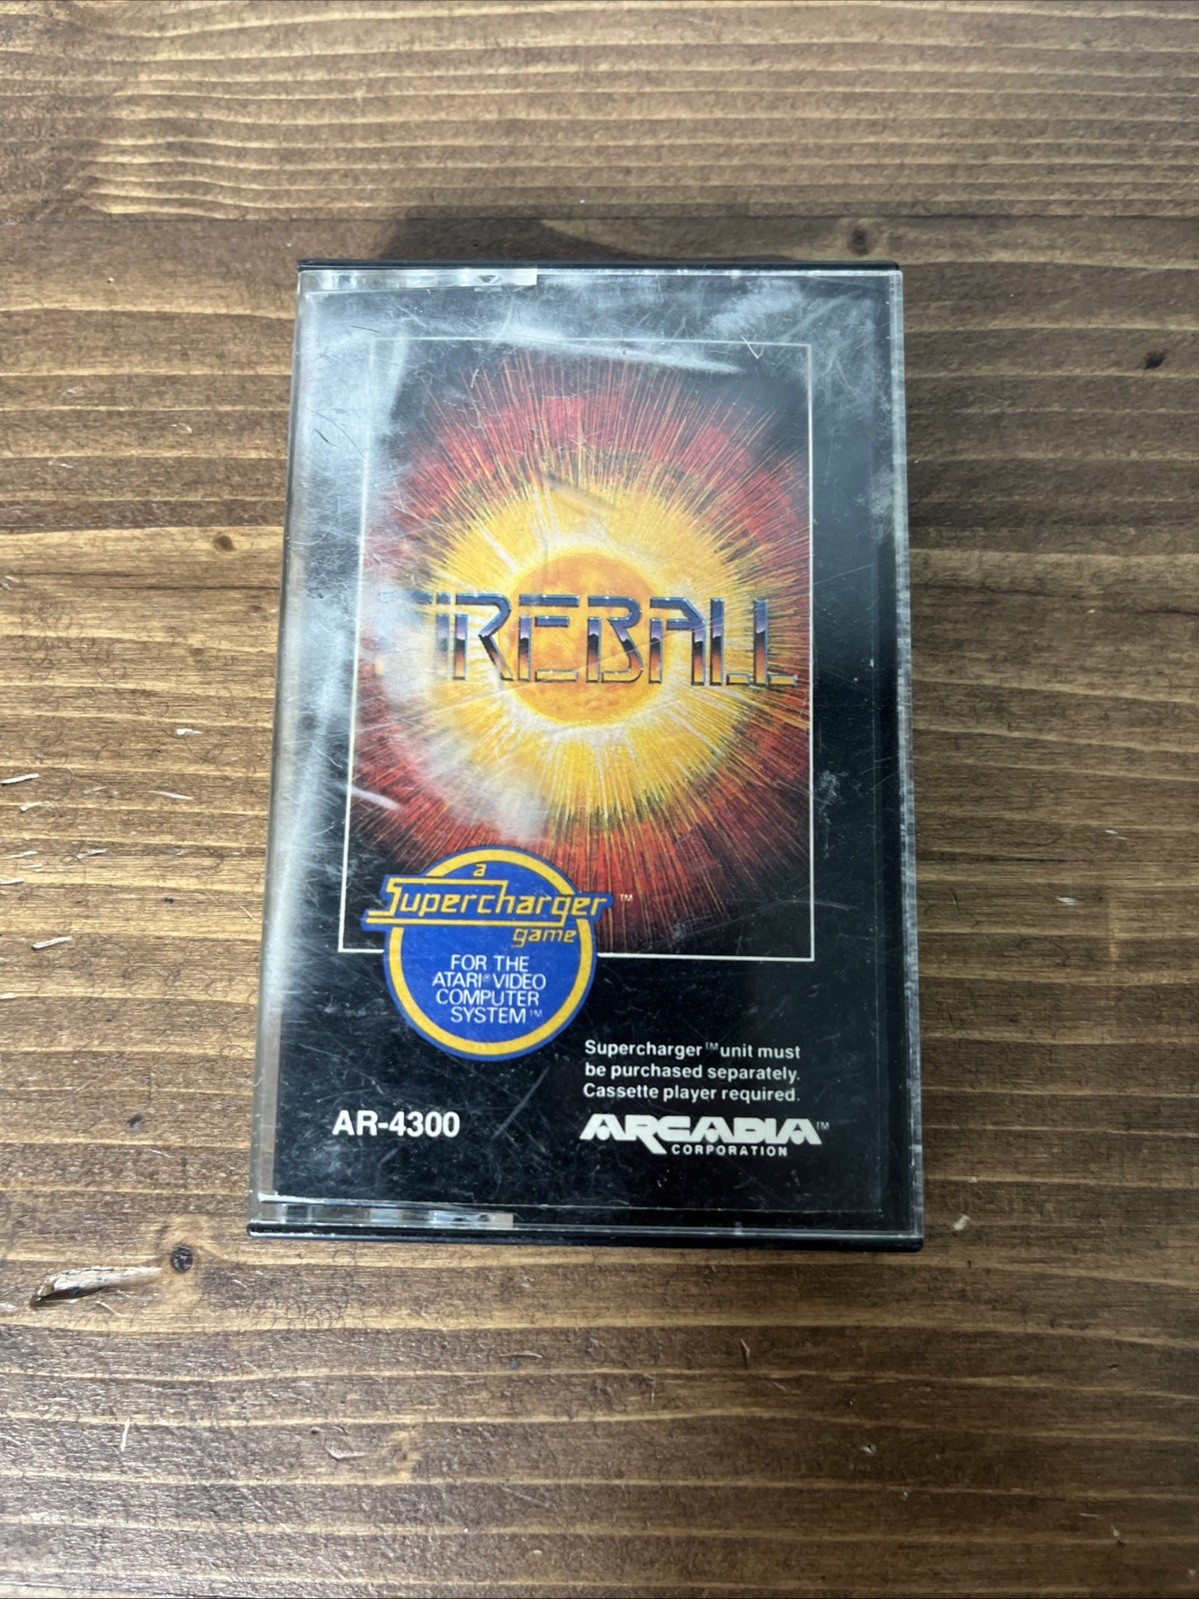 FIREBALL
a
Supercharger™
game
FOR THE
ATARI® VIDEO
COMPUTER
SYSTEM™
Supercharger™ unit must
be purchased separately.
Cassette player required.
AR-4300
ARCADIA™
CORPORATION